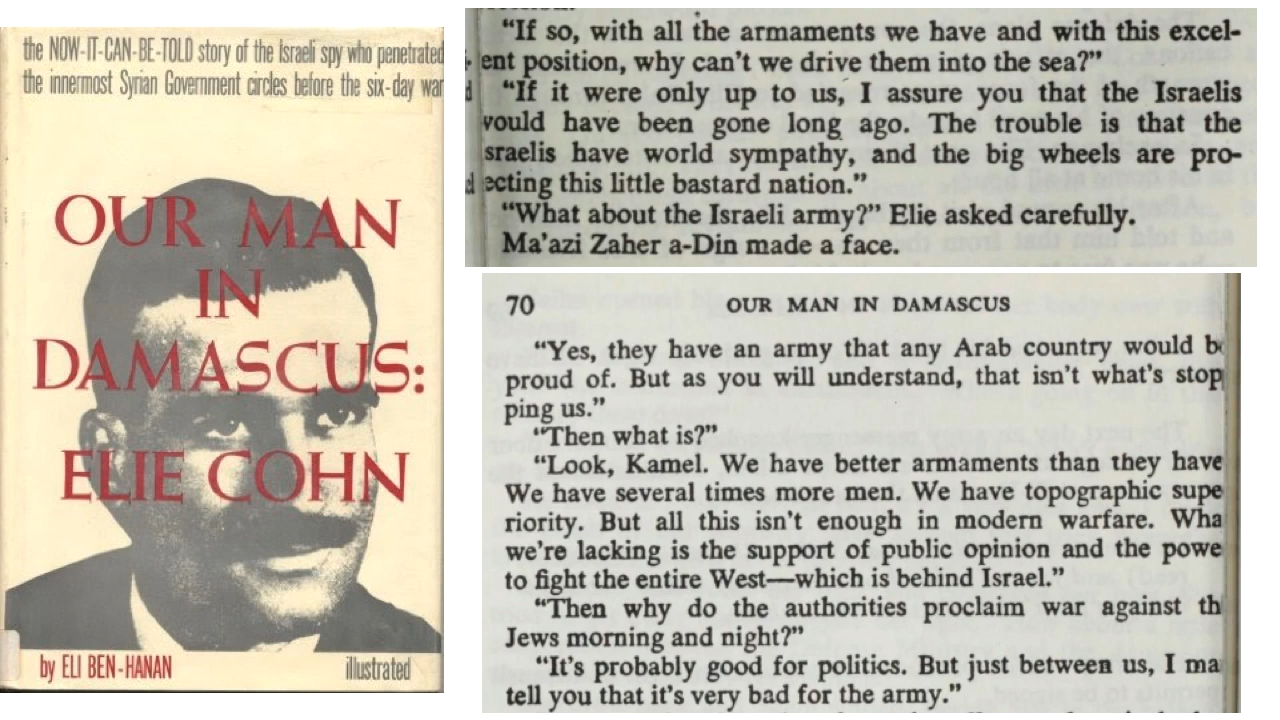 the NOW-IT-CAN-BE-TOLD story of the Israeli spy who penetrated
the innermost Syrian Government circles before the six-day war
OUR MAN
IN
DAMASCUS:
ELIE COHN
by ELI BEN-HANAN
illustrated
“If so, with all the armaments we have and with this excel-
ent position, why can’t we drive them into the sea?”
“If it were only up to us, I assure you that the Israelis
would have been gone long ago. The trouble is that the
sraelis have world sympathy, and the big wheels are pro-
ecting this little bastard nation.”
“What about the Israeli army?” Elie asked carefully.
Ma’azi Zaher a-Din made a face.
70 OUR MAN IN DAMASCUS
“Yes, they have an army that any Arab country would b
proud of. But as you will understand, that isn’t what’s stop
ping us.”
“Then what is?”
“Look, Kamel. We have better armaments than they have
We have several times more men. We have topographic supe
riority. But all this isn’t enough in modern warfare. Wha
we’re lacking is the support of public opinion and the powe
to fight the entire West—which is behind Israel.”
“Then why do the authorities proclaim war against th
Jews morning and night?”
“It’s probably good for politics. But just between us, I ma
tell you that it’s very bad for the army.”